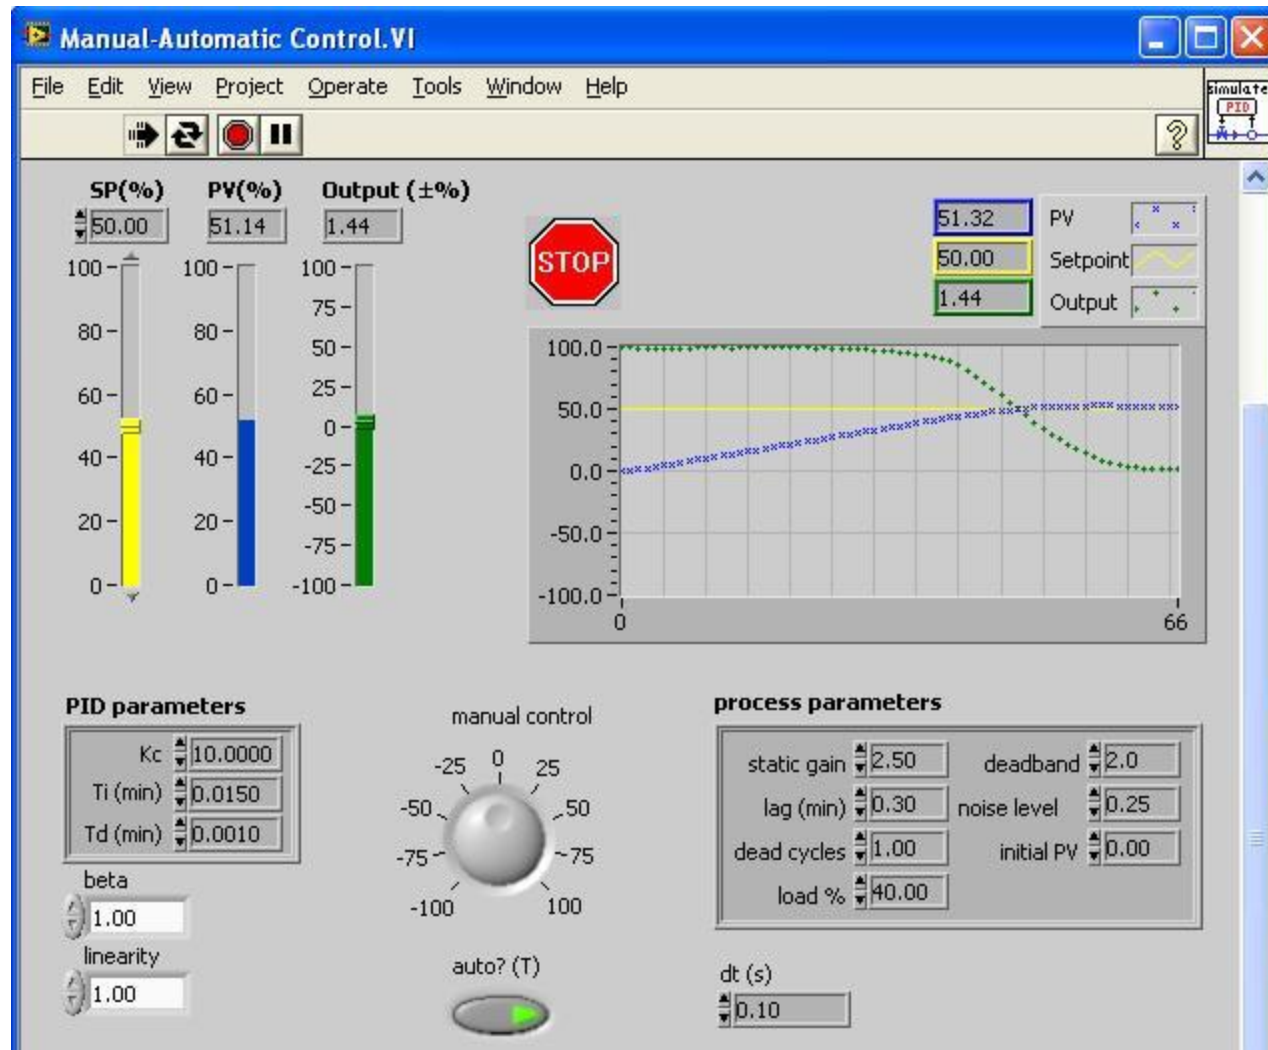 Manual-Automatic Control.VI
File Edit View Project Operate Tools Window Help
simulate
PID
SP(%) PV(%) Output (±%)
50.00 51.14 1.44
100 100 100
80 80 75
60 60 50
40 40 25
20 20 0
0 0 -25
-50
-75
-100
STOP
51.32 PV
50.00 Setpoint
1.44 Output
100.0
50.0
0.0
-50.0
-100.0
0 66
PID parameters
Kc 10.0000
Ti (min) 0.0150
Td (min) 0.0010
beta
1.00
linearity
1.00
manual control
0
-25 25
-50 50
-75 75
-100 100
auto? (T)
process parameters
static gain 2.50 deadband 2.0
lag (min) 0.30 noise level 0.25
dead cycles 1.00 initial PV 0.00
load % 40.00
dt (s)
0.10